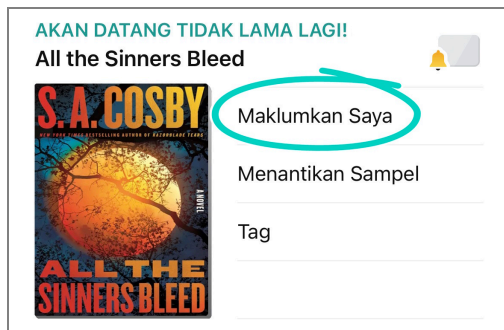 AKAN DATANG TIDAK LAMA LAGI!
All the Sinners Bleed
S. A. COSBY
NEW YORK TIMES BESTSELLING AUTHOR OF RAZORBLADE TEARS
A NOVEL
ALL THE
SINNERS BLEED
Maklumkan Saya
Menantikan Sampel
Tag